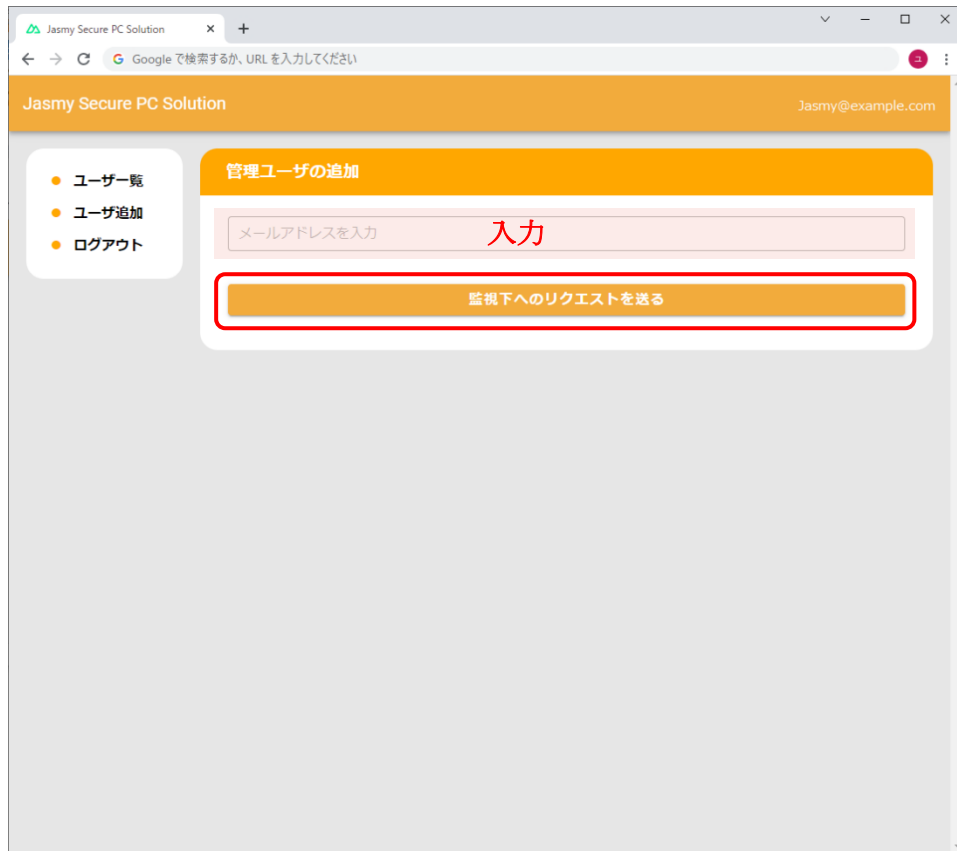 Jasmy Secure PC Solution
Google で検索するか、URL を入力してください
ユ
Jasmy Secure PC Solution
Jasmy@example.com
ユーザ一覧
ユーザ追加
ログアウト
管理ユーザの追加
メールアドレスを入力
入力
監視下へのリクエストを送る